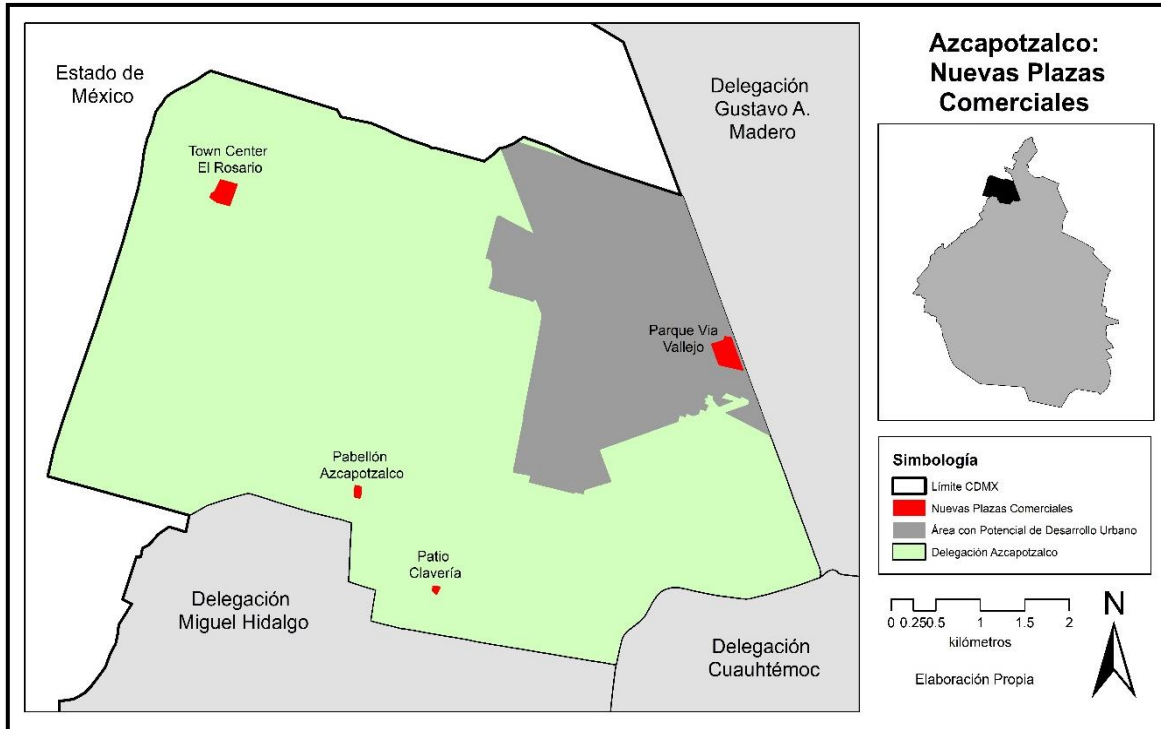 Estado de
México
Delegación
Gustavo A.
Madero
Town Center
El Rosario
Parque Via
Vallejo
Pabellón
Azcapotzalco
Patio
Clavería
Delegación
Miguel Hidalgo
Delegación
Cuauhtémoc
Azcapotzalco:
Nuevas Plazas
Comerciales
Simbología
Límite CDMX
Nuevas Plazas Comerciales
Área con Potencial de Desarrollo Urbano
Delegación Azcapotzalco
0 0.250.5 1 1.5 2
kilómetros
N
Elaboración Propia